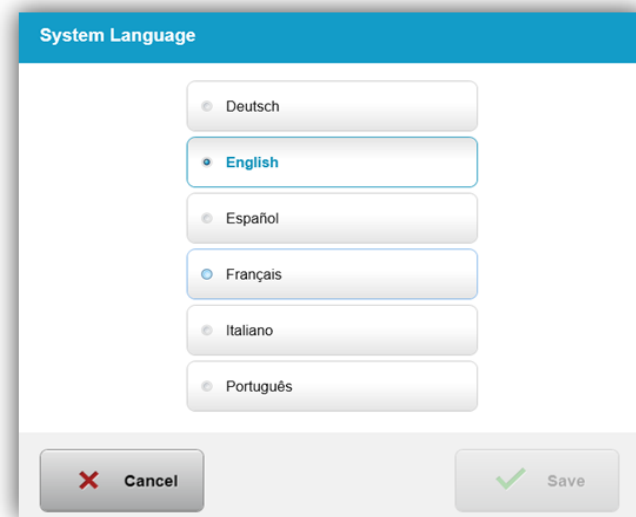 System Language
Deutsch
English
Español
Français
Italiano
Português
Cancel
Save